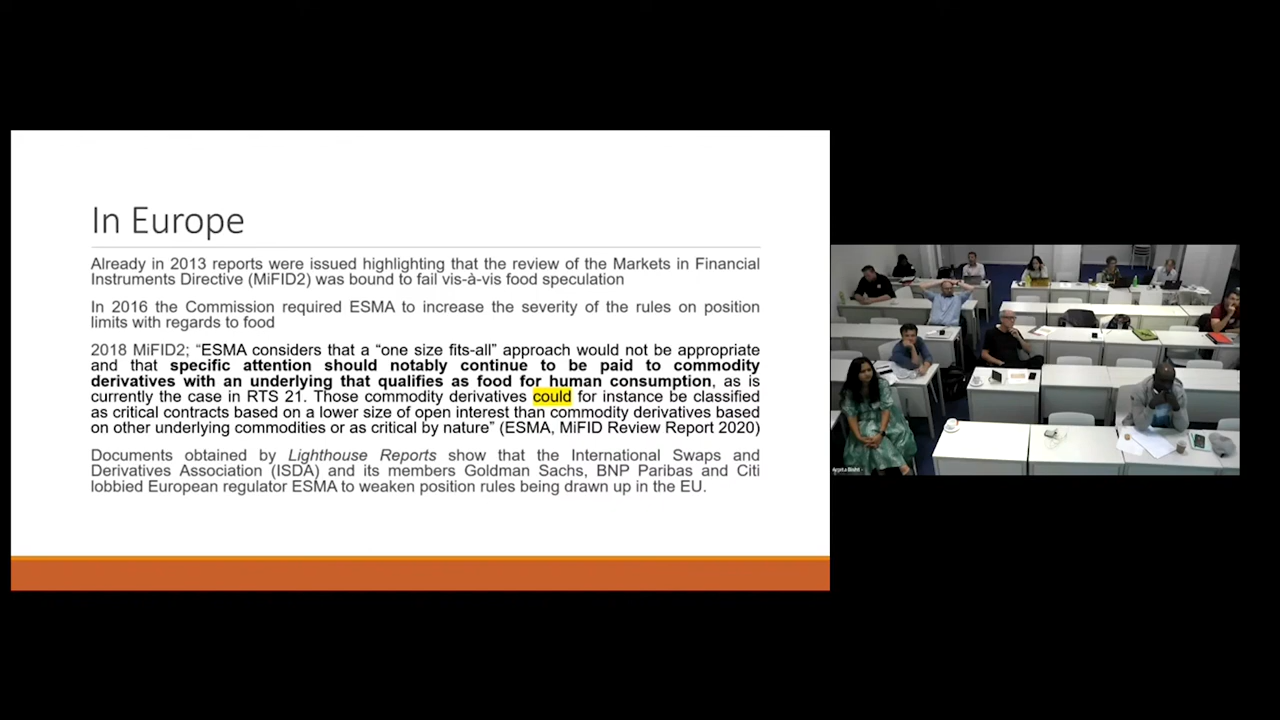 In Europe
Already in 2013 reports were issued highlighting that the review of the Markets in Financial
Instruments Directive (MiFID2) was bound to fail vis-à-vis food speculation
In 2016 the Commission required ESMA to increase the severity of the rules on position
limits with regards to food
2018 MiFID2; “ESMA considers that a “one size fits-all” approach would not be appropriate
and that specific attention should notably continue to be paid to commodity
derivatives with an underlying that qualifies as food for human consumption, as is
currently the case in RTS 21. Those commodity derivatives could for instance be classified
as critical contracts based on a lower size of open interest than commodity derivatives based
on other underlying commodities or as critical by nature” (ESMA, MiFID Review Report 2020)
Documents obtained by Lighthouse Reports show that the International Swaps and
Derivatives Association (ISDA) and its members Goldman Sachs, BNP Paribas and Citi
lobbied European regulator ESMA to weaken position rules being drawn up in the EU.